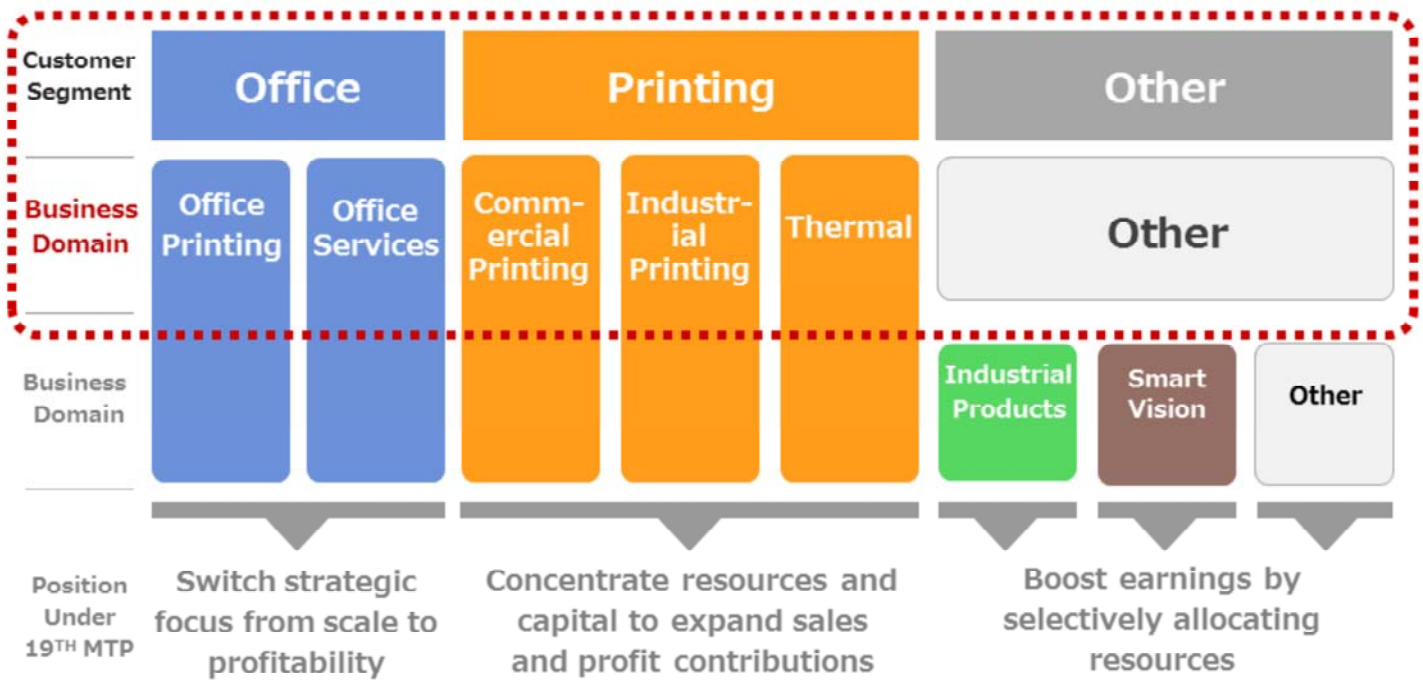 Customer
Segment
Office
Printing
Other
Business
Domain
Office
Printing
Office
Services
Comm-
ercial
Printing
Industr-
ial
Printing
Thermal
Other
Business
Domain
Industrial
Products
Smart
Vision
Other
Position
Under
19TH MTP
Switch strategic
focus from scale to
profitability
Concentrate resources and
capital to expand sales
and profit contributions
Boost earnings by
selectively allocating
resources